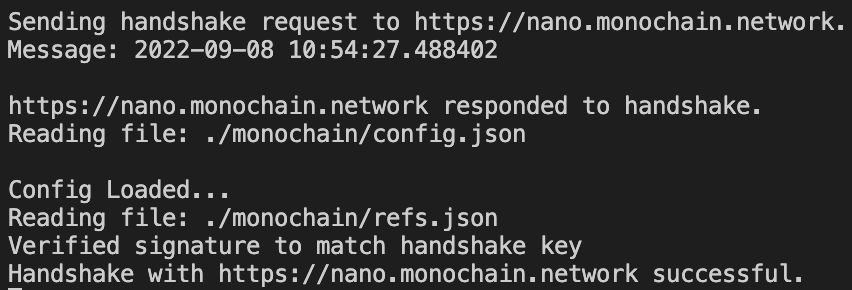 Sending handshake request to https://nano.monochain.network.
Message: 2022-09-08 10:54:27.488402
https://nano.monochain.network responded to handshake.
Reading file: ./monochain/config.json
Config Loaded...
Reading file: ./monochain/refs.json
Verified signature to match handshake key
Handshake with https://nano.monochain.network successful.